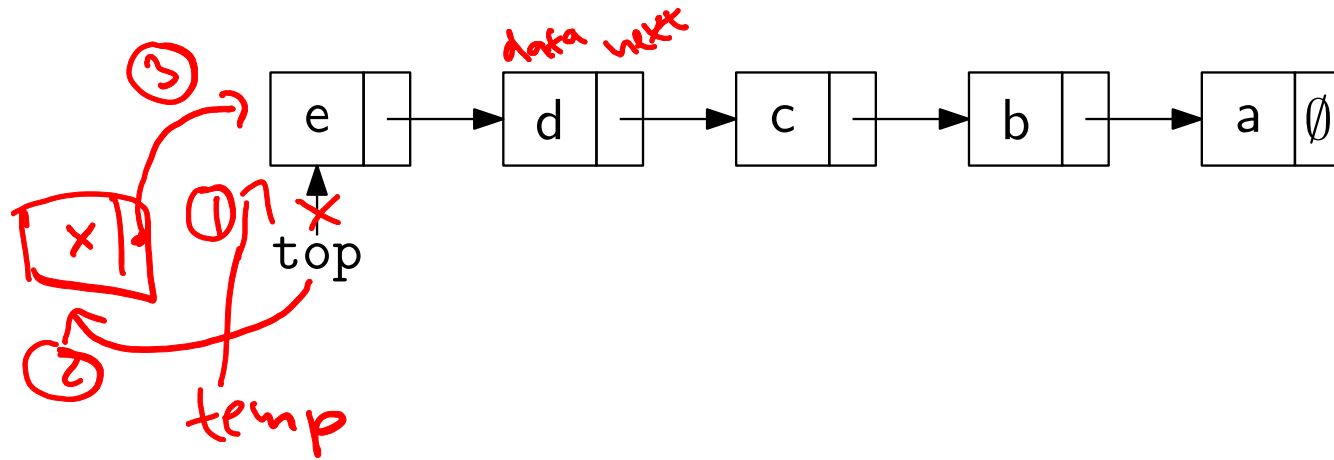 data next
③
e d c b a ∅
①
x
top
②
temp